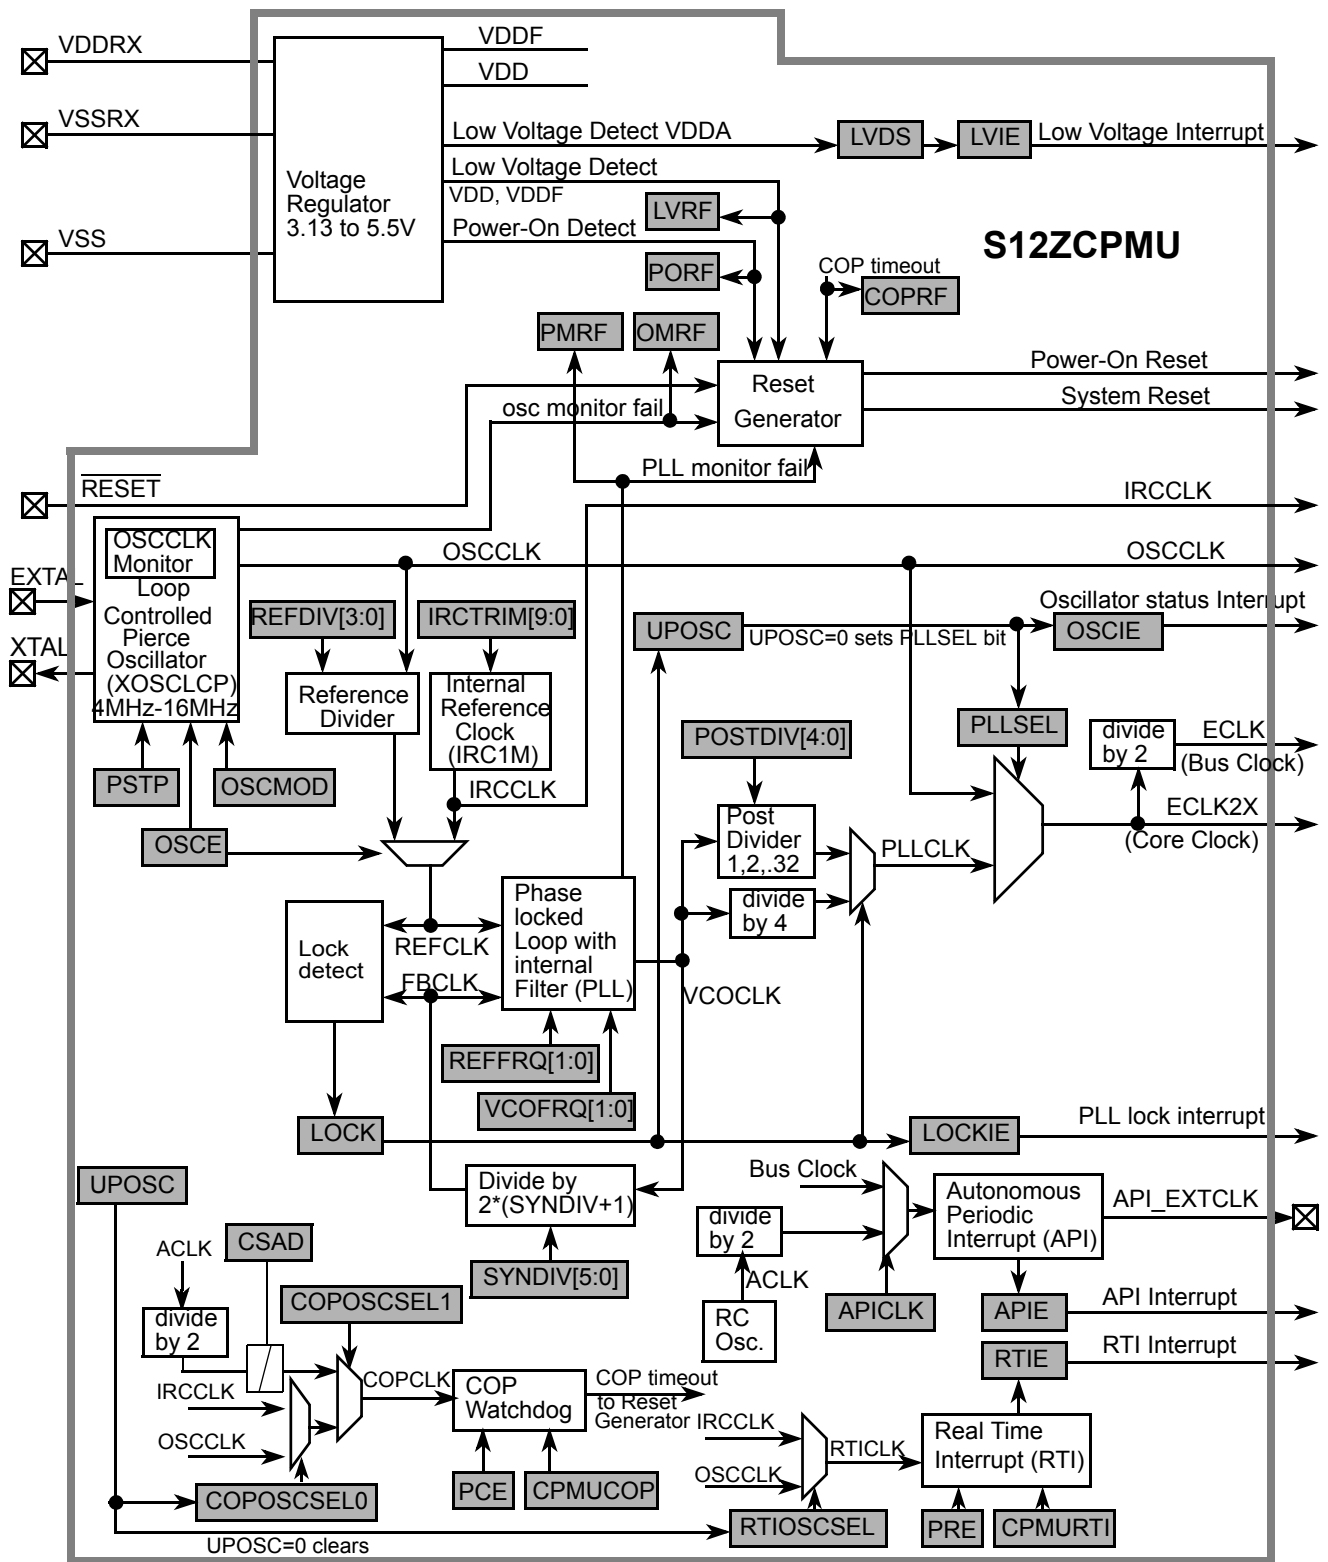 VDDRX
VDDF
VDD
VSSRX
Low Voltage Detect VDDA
LVDS
LVIE
Low Voltage Interrupt
Voltage
Regulator
3.13 to 5.5V
Low Voltage Detect
VDD, VDDF
LVRF
Power-On Detect
VSS
S12ZCPMU
PORF
COP timeout
COPRF
PMRF
OMRF
Power-On Reset
Reset
Generator
System Reset
osc monitor fail
PLL monitor fail
RESET
IRCCLK
OSCCLK
Monitor
Loop
Controlled
Pierce
Oscillator
(XOSCLCP)
4MHz-16MHz
OSCCLK
OSCCLK
EXTAL
XTAL
REFDIV[3:0]
IRCTRIM[9:0]
UPOSC
UPOSC=0 sets PLLSEL bit
Oscillator status Interrupt
OSCIE
Reference
Divider
Internal
Reference
Clock
(IRC1M)
PLLSEL
POSTDIV[4:0]
divide
by 2
ECLK
(Bus Clock)
PSTP
OSCMOD
IRCCLK
ECLK2X
(Core Clock)
OSCE
Post
Divider
1,2,.32
PLLCLK
divide
by 4
Phase
locked
Loop with
internal
Filter (PLL)
REFCLK
Lock
detect
FBCLK
VCOCLK
REFFRQ[1:0]
VCOFRQ[1:0]
LOCK
LOCKIE
PLL lock interrupt
UPOSC
Divide by
2*(SYNDIV+1)
Bus Clock
Autonomous
Periodic
Interrupt (API)
API_EXTCLK
divide
by 2
ACLK
CSAD
SYNDIV[5:0]
ACLK
COPOSCSEL1
APICLK
APIE
API Interrupt
divide
by 2
RC
Osc.
RTIE
RTI Interrupt
IRCCLK
COPCLK
COP
Watchdog
COP timeout
to Reset
Generator
IRCCLK
OSCCLK
RTICLK
Real Time
Interrupt (RTI)
OSCCLK
COPOSCSEL0
PCE
CPMUCOP
RTIOSCSEL
PRE
CPMURTI
UPOSC=0 clears